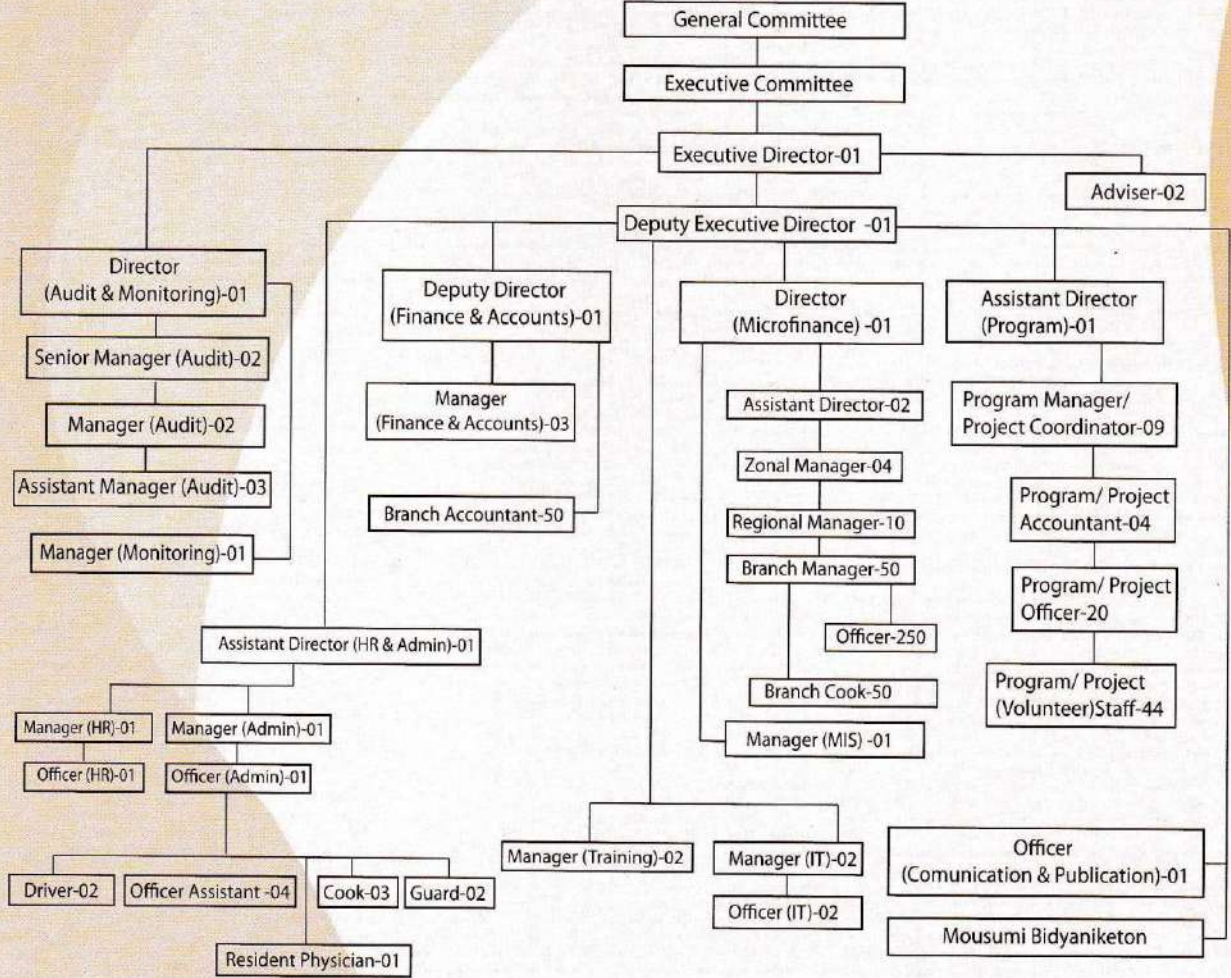 General Committee
Executive Committee
Executive Director-01
Adviser-02
Deputy Executive Director -01
Director
(Audit & Monitoring)-01
Senior Manager (Audit)-02
Manager (Audit)-02
Assistant Manager (Audit)-03
Manager (Monitoring)-01
Deputy Director
(Finance & Accounts)-01
Manager
(Finance & Accounts)-03
Branch Accountant-50
Director
(Microfinance) -01
Assistant Director-02
Zonal Manager-04
Regional Manager-10
Branch Manager-50
Officer-250
Branch Cook-50
Manager (MIS) -01
Assistant Director
(Program)-01
Program Manager/
Project Coordinator-09
Program/ Project
Accountant-04
Program/ Project
Officer-20
Program/ Project
(Volunteer)Staff-44
Assistant Director (HR & Admin)-01
Manager (HR)-01
Manager (Admin)-01
Officer (HR)-01
Officer (Admin)-01
Driver-02
Officer Assistant -04
Cook-03
Guard-02
Resident Physician-01
Manager (Training)-02
Manager (IT)-02
Officer (IT)-02
Officer
(Comunication & Publication)-01
Mousumi Bidyaniketon